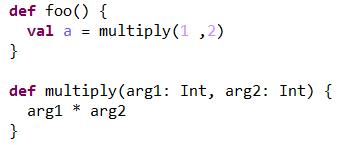 def foo() {
  val a = multiply(1 ,2)
}

def multiply(arg1: Int, arg2: Int) {
  arg1 * arg2
}